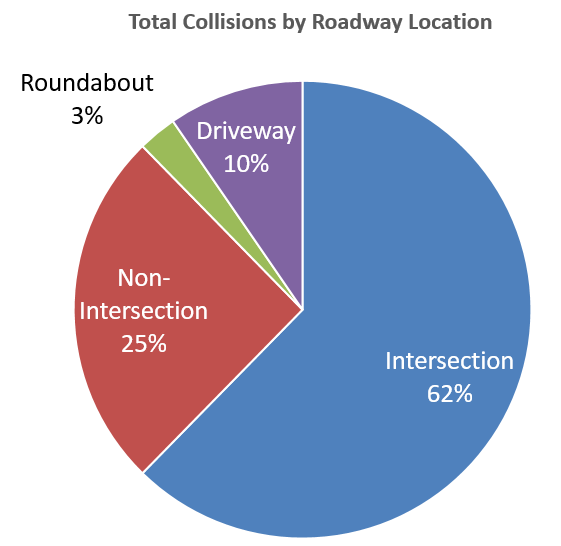 Total Collisions by Roadway Location
Roundabout
3%
Driveway
10%
Non-
Intersection
25%
Intersection
62%